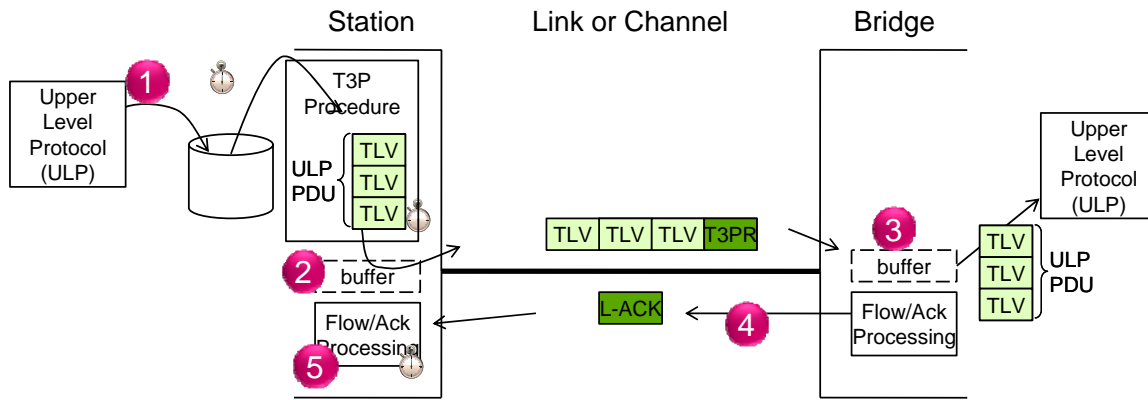 Station
Link or Channel
Bridge
1
Upper
Level
Protocol
(ULP)
T3P
Procedure
ULP
PDU
TLV
TLV
TLV
2
buffer
Flow/Ack
Processing
5
TLV TLV TLV T3PR
L-ACK
4
3
buffer
Flow/Ack
Processing
TLV
TLV
TLV
ULP
PDU
Upper
Level
Protocol
(ULP)